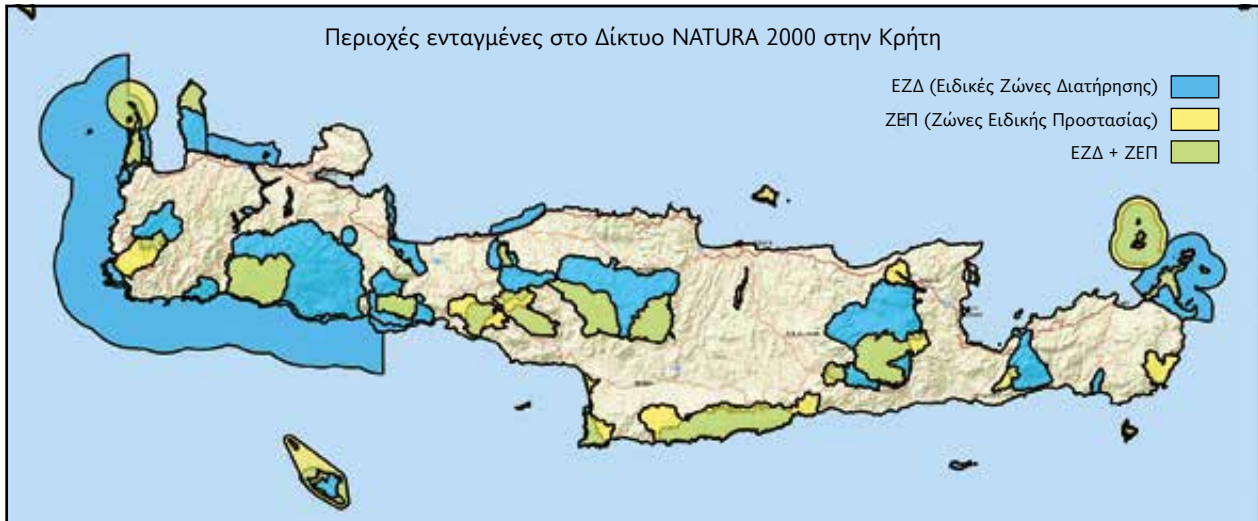 Περιοχές ενταγμένες στο Δίκτυο NATURA 2000 στην Κρήτη
ΕΖΔ (Ειδικές Ζώνες Διατήρησης)
ΖΕΠ (Ζώνες Ειδικής Προστασίας)
ΕΖΔ + ΖΕΠ